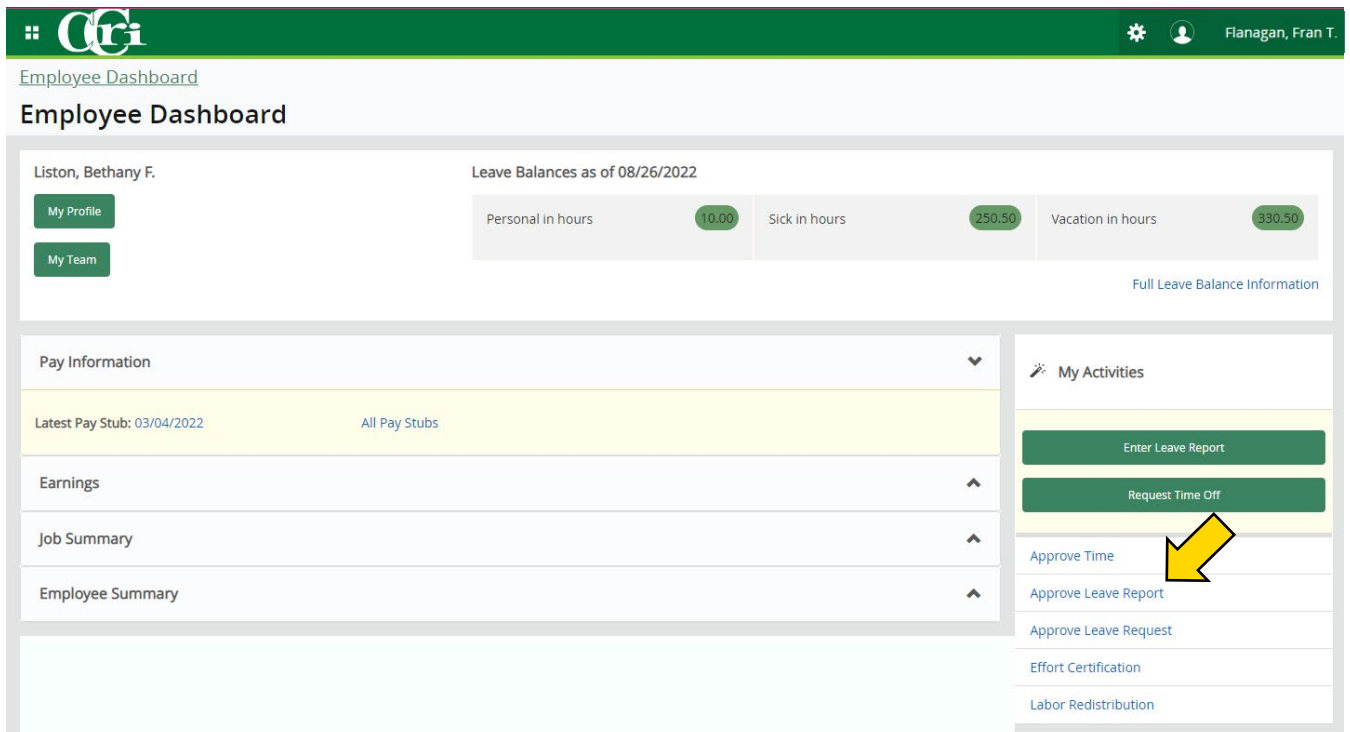 CCri
Flanagan, Fran T.
Employee Dashboard
Employee Dashboard
Liston, Bethany F.
My Profile
My Team
Leave Balances as of 08/26/2022
Personal in hours 10.00 Sick in hours 250.50 Vacation in hours 330.50
Full Leave Balance Information
Pay Information
Latest Pay Stub: 03/04/2022 All Pay Stubs
Earnings
Job Summary
Employee Summary
My Activities
Enter Leave Report
Request Time Off
Approve Time
Approve Leave Report
Approve Leave Request
Effort Certification
Labor Redistribution